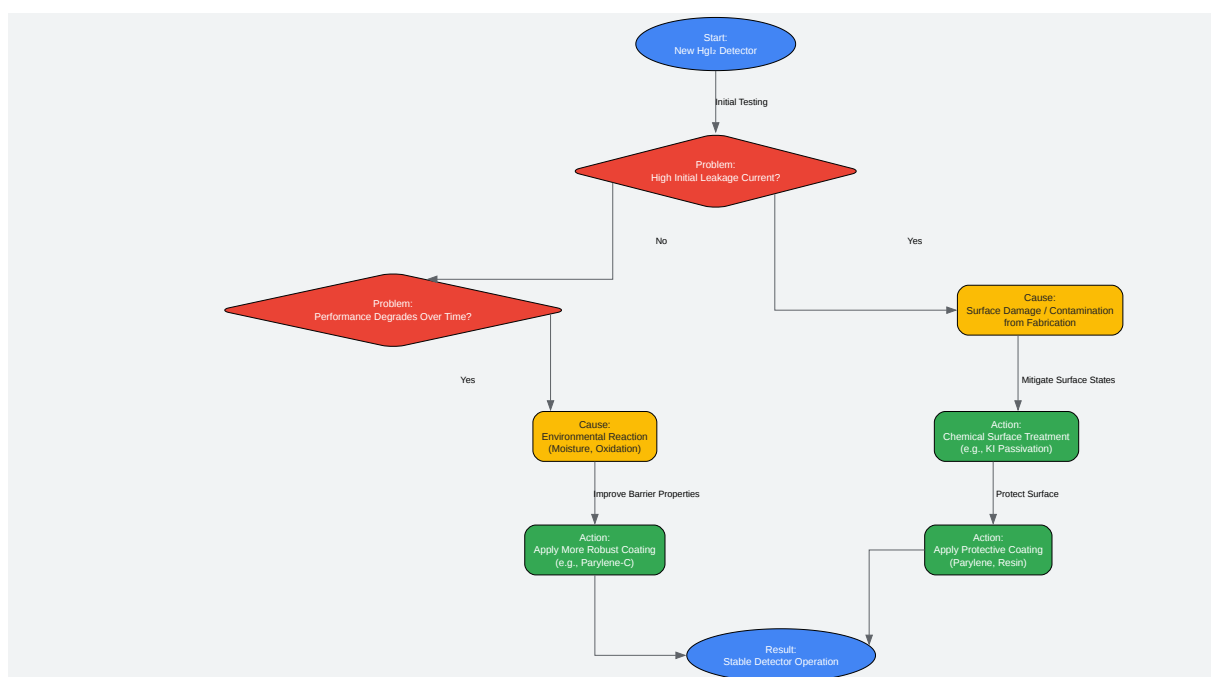 Start:
New HgI₂ Detector
Initial Testing
Problem:
High Initial Leakage Current?
No
Yes
Problem:
Performance Degrades Over Time?
Cause:
Surface Damage / Contamination
from Fabrication
Yes
Mitigate Surface States
Cause:
Environmental Reaction
(Moisture, Oxidation)
Action:
Chemical Surface Treatment
(e.g., KI Passivation)
Improve Barrier Properties
Protect Surface
Action:
Apply More Robust Coating
(e.g., Parylene-C)
Action:
Apply Protective Coating
(Parylene, Resin)
Result:
Stable Detector Operation